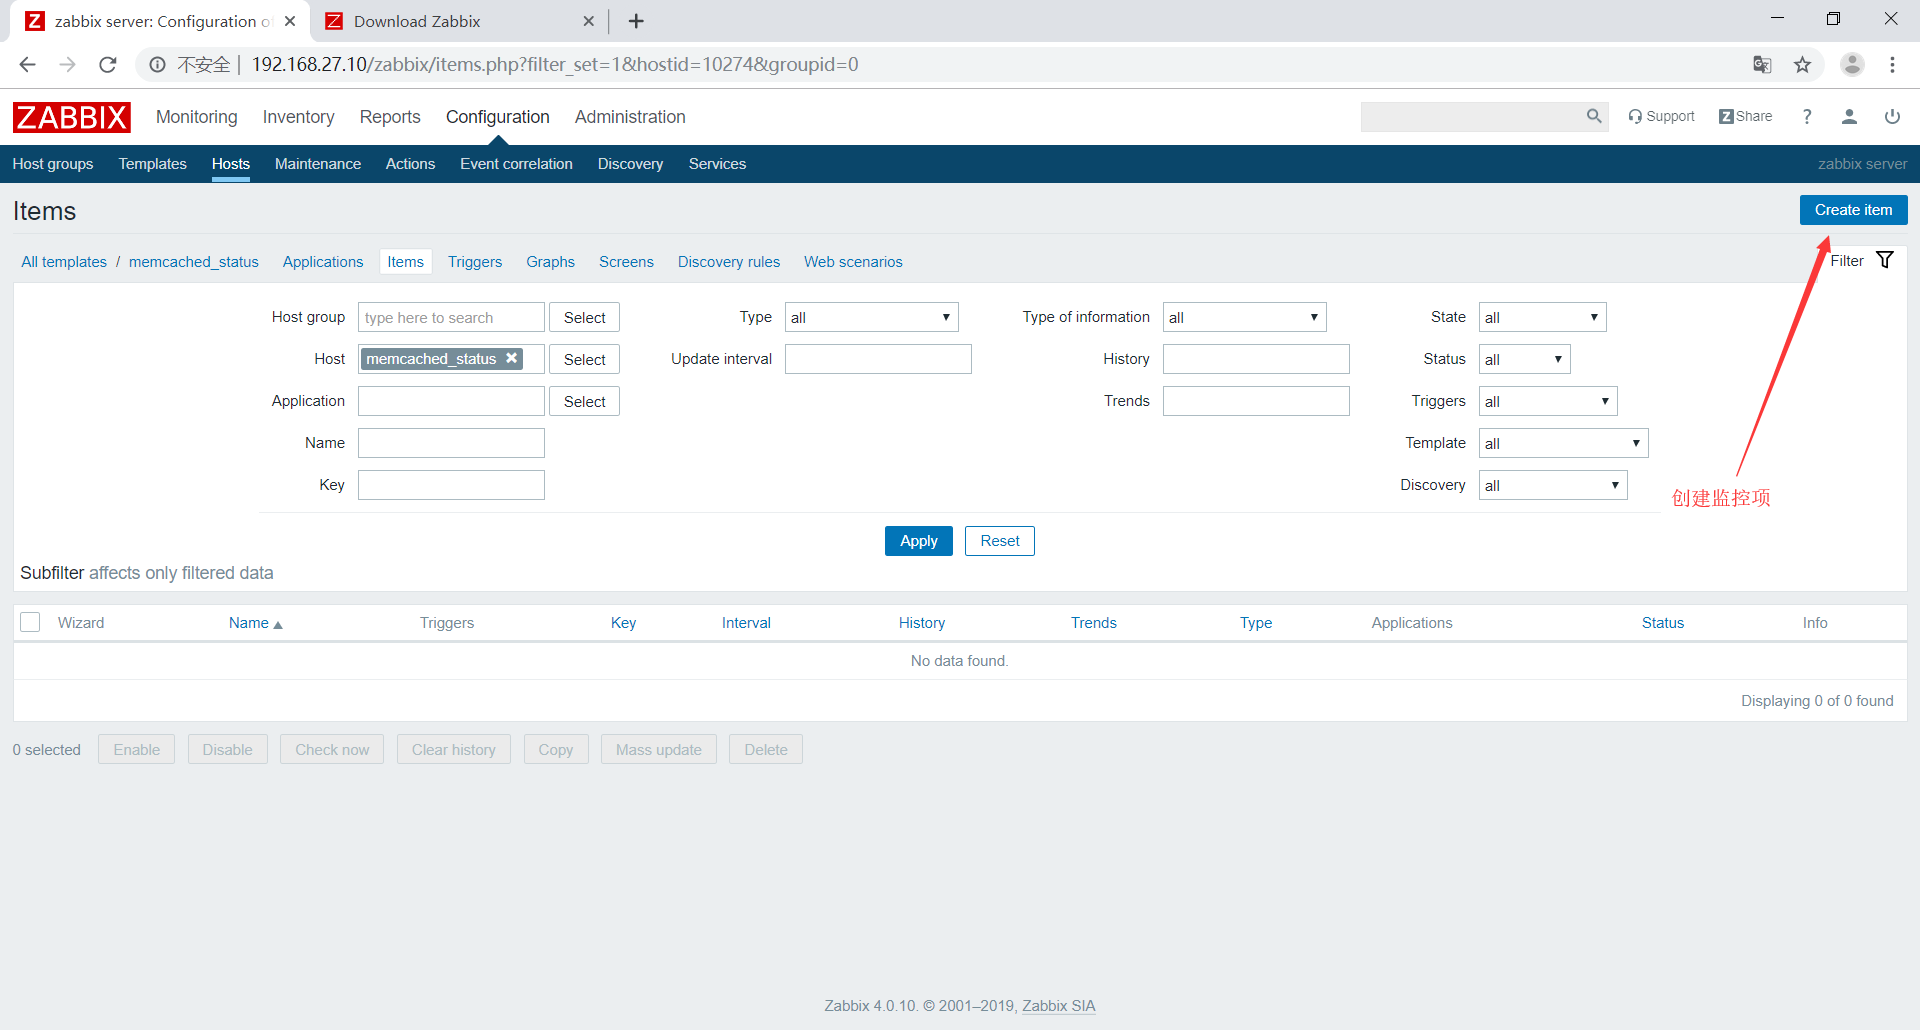 zabbix server: Configuration o
Download Zabbix
不安全 | 192.168.27.10/zabbix/items.php?filter_set=1&hostid=10274&groupid=0
ZABBIX Monitoring Inventory Reports Configuration Administration Support Z Share ?
Host groups Templates Hosts Maintenance Actions Event correlation Discovery Services zabbix server
Items Create item
All templates / memcached_status Applications Items Triggers Graphs Screens Discovery rules Web scenarios Filter
Host group type here to search Select Type all Type of information all State all
Host memcached_status Select Update interval History Status all
Application Select Trends Triggers all
Name Template all
Key Discovery all
创建监控项
Apply Reset
Subfilter affects only filtered data
Wizard Name Triggers Key Interval History Trends Type Applications Status Info
No data found.
Displaying 0 of 0 found
0 selected Enable Disable Check now Clear history Copy Mass update Delete
Zabbix 4.0.10. © 2001–2019, Zabbix SIA